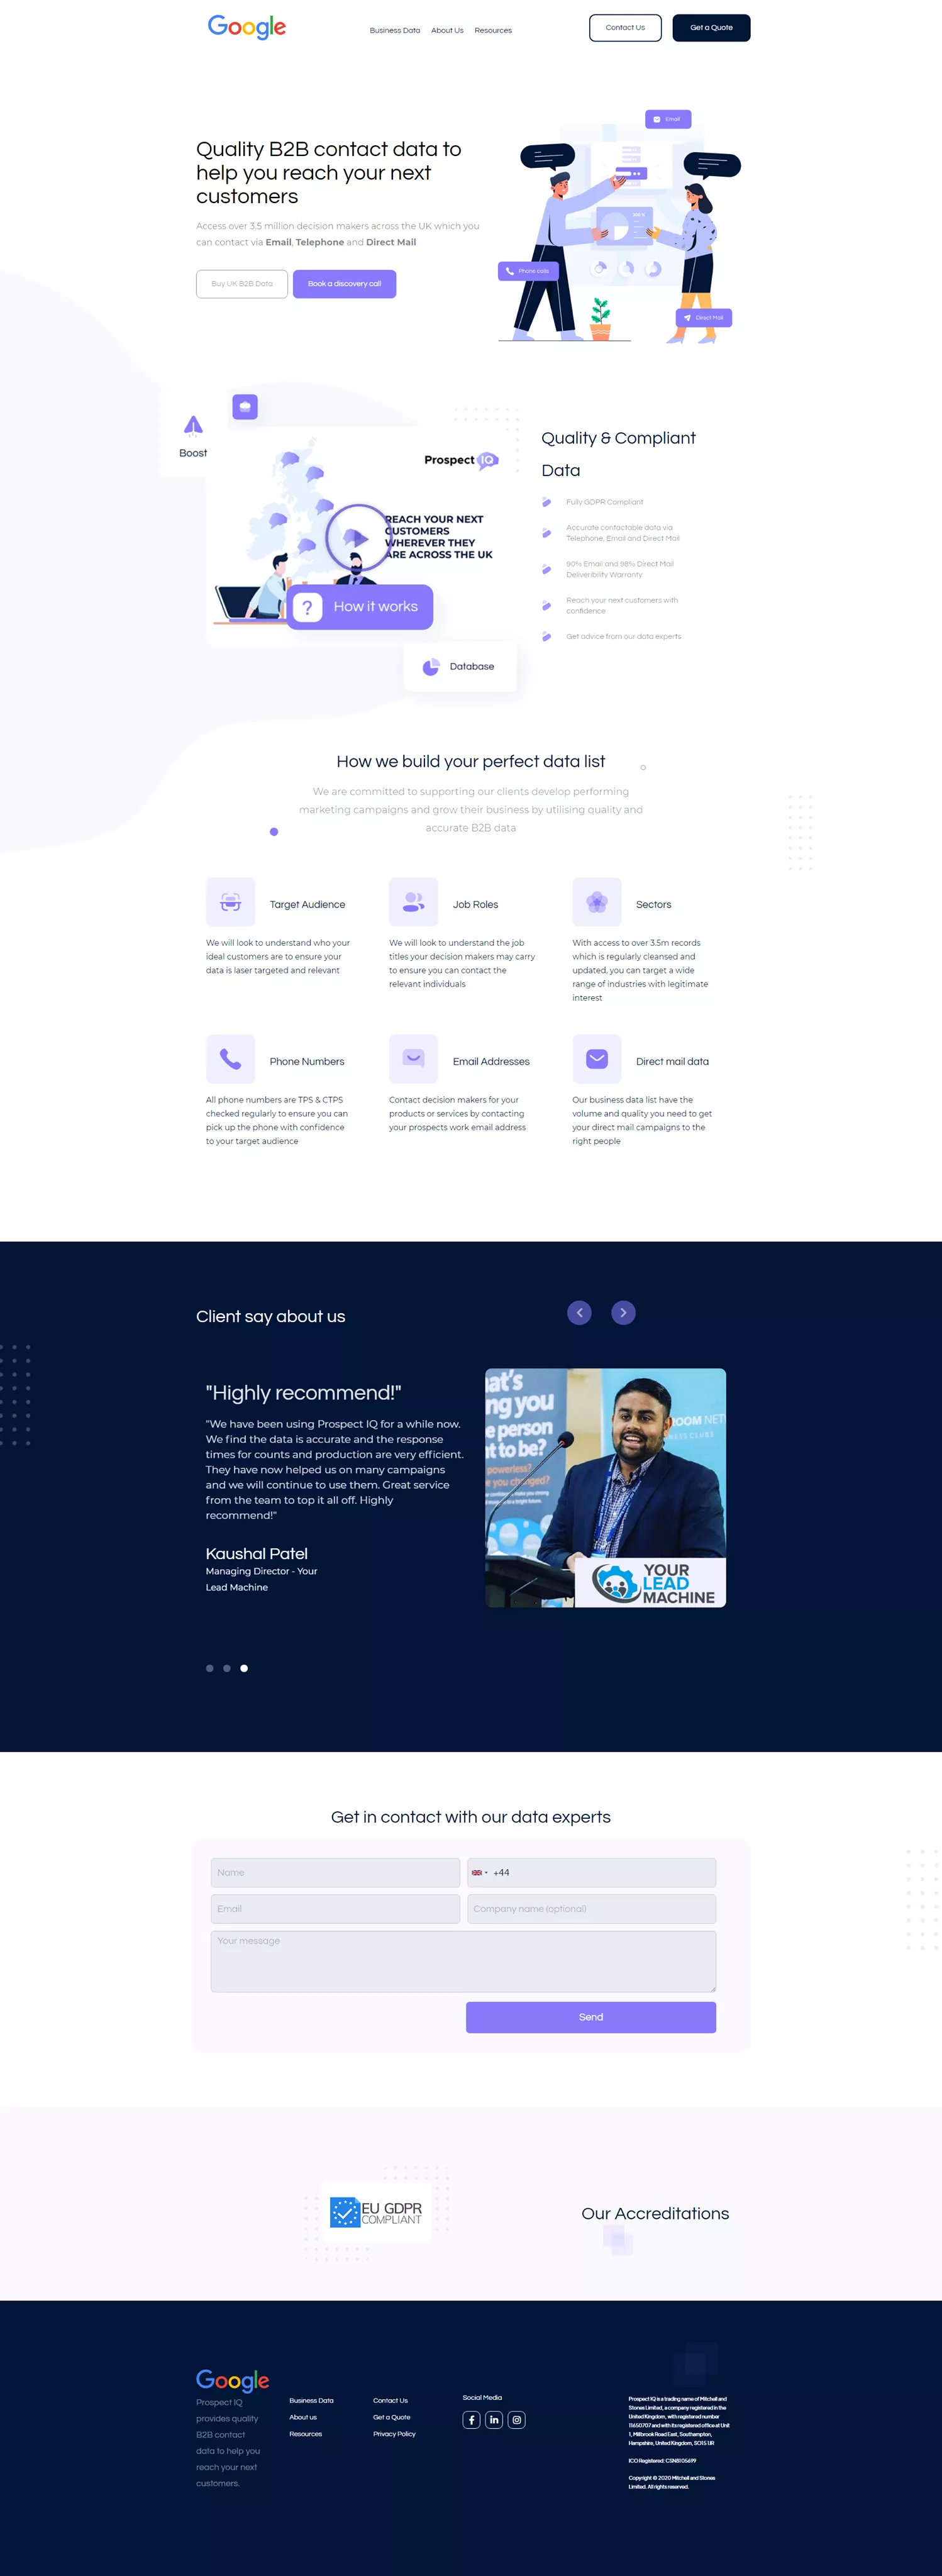 Google
Business Data
About Us
Resources
Contact Us
Get a Quote
Email
Quality B2B contact data to
help you reach your next
customers
Access over 3.5 million decision makers across the UK which you
can contact via Email, Telephone and Direct Mail
Buy UK B2B Data
Book a discovery call
Phone calls
Direct Mail
Boost
Prospect IQ
REACH YOUR NEXT
CUSTOMERS
WHEREVER THEY
ARE ACROSS THE UK
? How it works
Database
Quality & Compliant
Data
Fully GDPR Compliant
Accurate contactable data via
Telephone, Email and Direct Mail
90% Email and 98% Direct Mail
Deliveribility Warranty
Reach your next customers with
confidence
Get advice from our data experts
How we build your perfect data list
We are committed to supporting our clients develop performing
marketing campaigns and grow their business by utilising quality and
accurate B2B data
Target Audience
We will look to understand who your
ideal customers are to ensure your
data is laser targeted and relevant
Job Roles
We will look to understand the job
titles your decision makers may carry
to ensure you can contact the
relevant individuals
Sectors
With access to over 3.5m records
which is regularly cleansed and
updated, you can target a wide
range of industries with legitimate
interest
Phone Numbers
All phone numbers are TPS & CTPS
checked regularly to ensure you can
pick up the phone with confidence
to your target audience
Email Addresses
Contact decision makers for your
products or services by contacting
your prospects work email address
Direct mail data
Our business data list have the
volume and quality you need to get
your direct mail campaigns to the
right people
Client say about us
"Highly recommend!"
"We have been using Prospect IQ for a while now.
We find the data is accurate and the response
times for counts and production are very efficient.
They have now helped us on many campaigns
and we will continue to use them. Great service
from the team to top it all off. Highly
recommend!"
Kaushal Patel
Managing Director - Your
Lead Machine
at's
ng you
e person
t to be?
powerless?
e you changed?
ROOM NET
NESS CLUBS
YOUR
LEAD
MACHINE
Get in contact with our data experts
Name
+44
Email
Company name (optional)
Your message
Send
EU GDPR
COMPLIANT
Our Accreditations
Google
Prospect IQ
provides quality
B2B contact
data to help you
reach your next
customers.
Business Data
About us
Resources
Contact Us
Get a Quote
Privacy Policy
Social Media
Prospect IQ is a trading name of Mitchell and
Stones Limited, a company registered in the
United Kingdom, with registered number
11650707 and with its registered office at Unit
1, Millbrook Road East, Southampton,
Hampshire, United Kingdom, SO15 1JR
ICO Registered: CSN8105699
Copyright © 2020 Mitchell and Stones
Limited. All rights reserved.